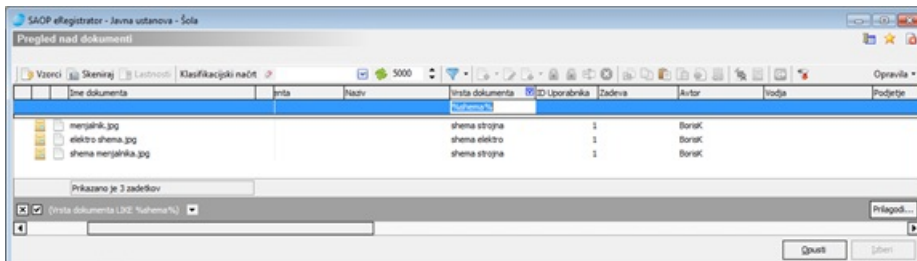 SAOP eRegistrator - Javna ustanova - Šola
Pregled nad dokumenti
Vzorci Skeniraj Lastnosti Klasifikacijski načrt 5000 Opravila
Ime dokumenta enta Naziv Vrsta dokumenta ID Uporabnika Zadeva Avtor Vodja Podjetje
%shema%
menjalnik.jpg shema strojna 1 BorisK
elektro shema.jpg shema elektro 1 BorisK
shema menjalnika.jpg shema strojna 1 BorisK
Prikazano je 3 zadetkov
(Vrsta dokumenta LIKE %shema%) Prilagodi...
Opusti Izberi